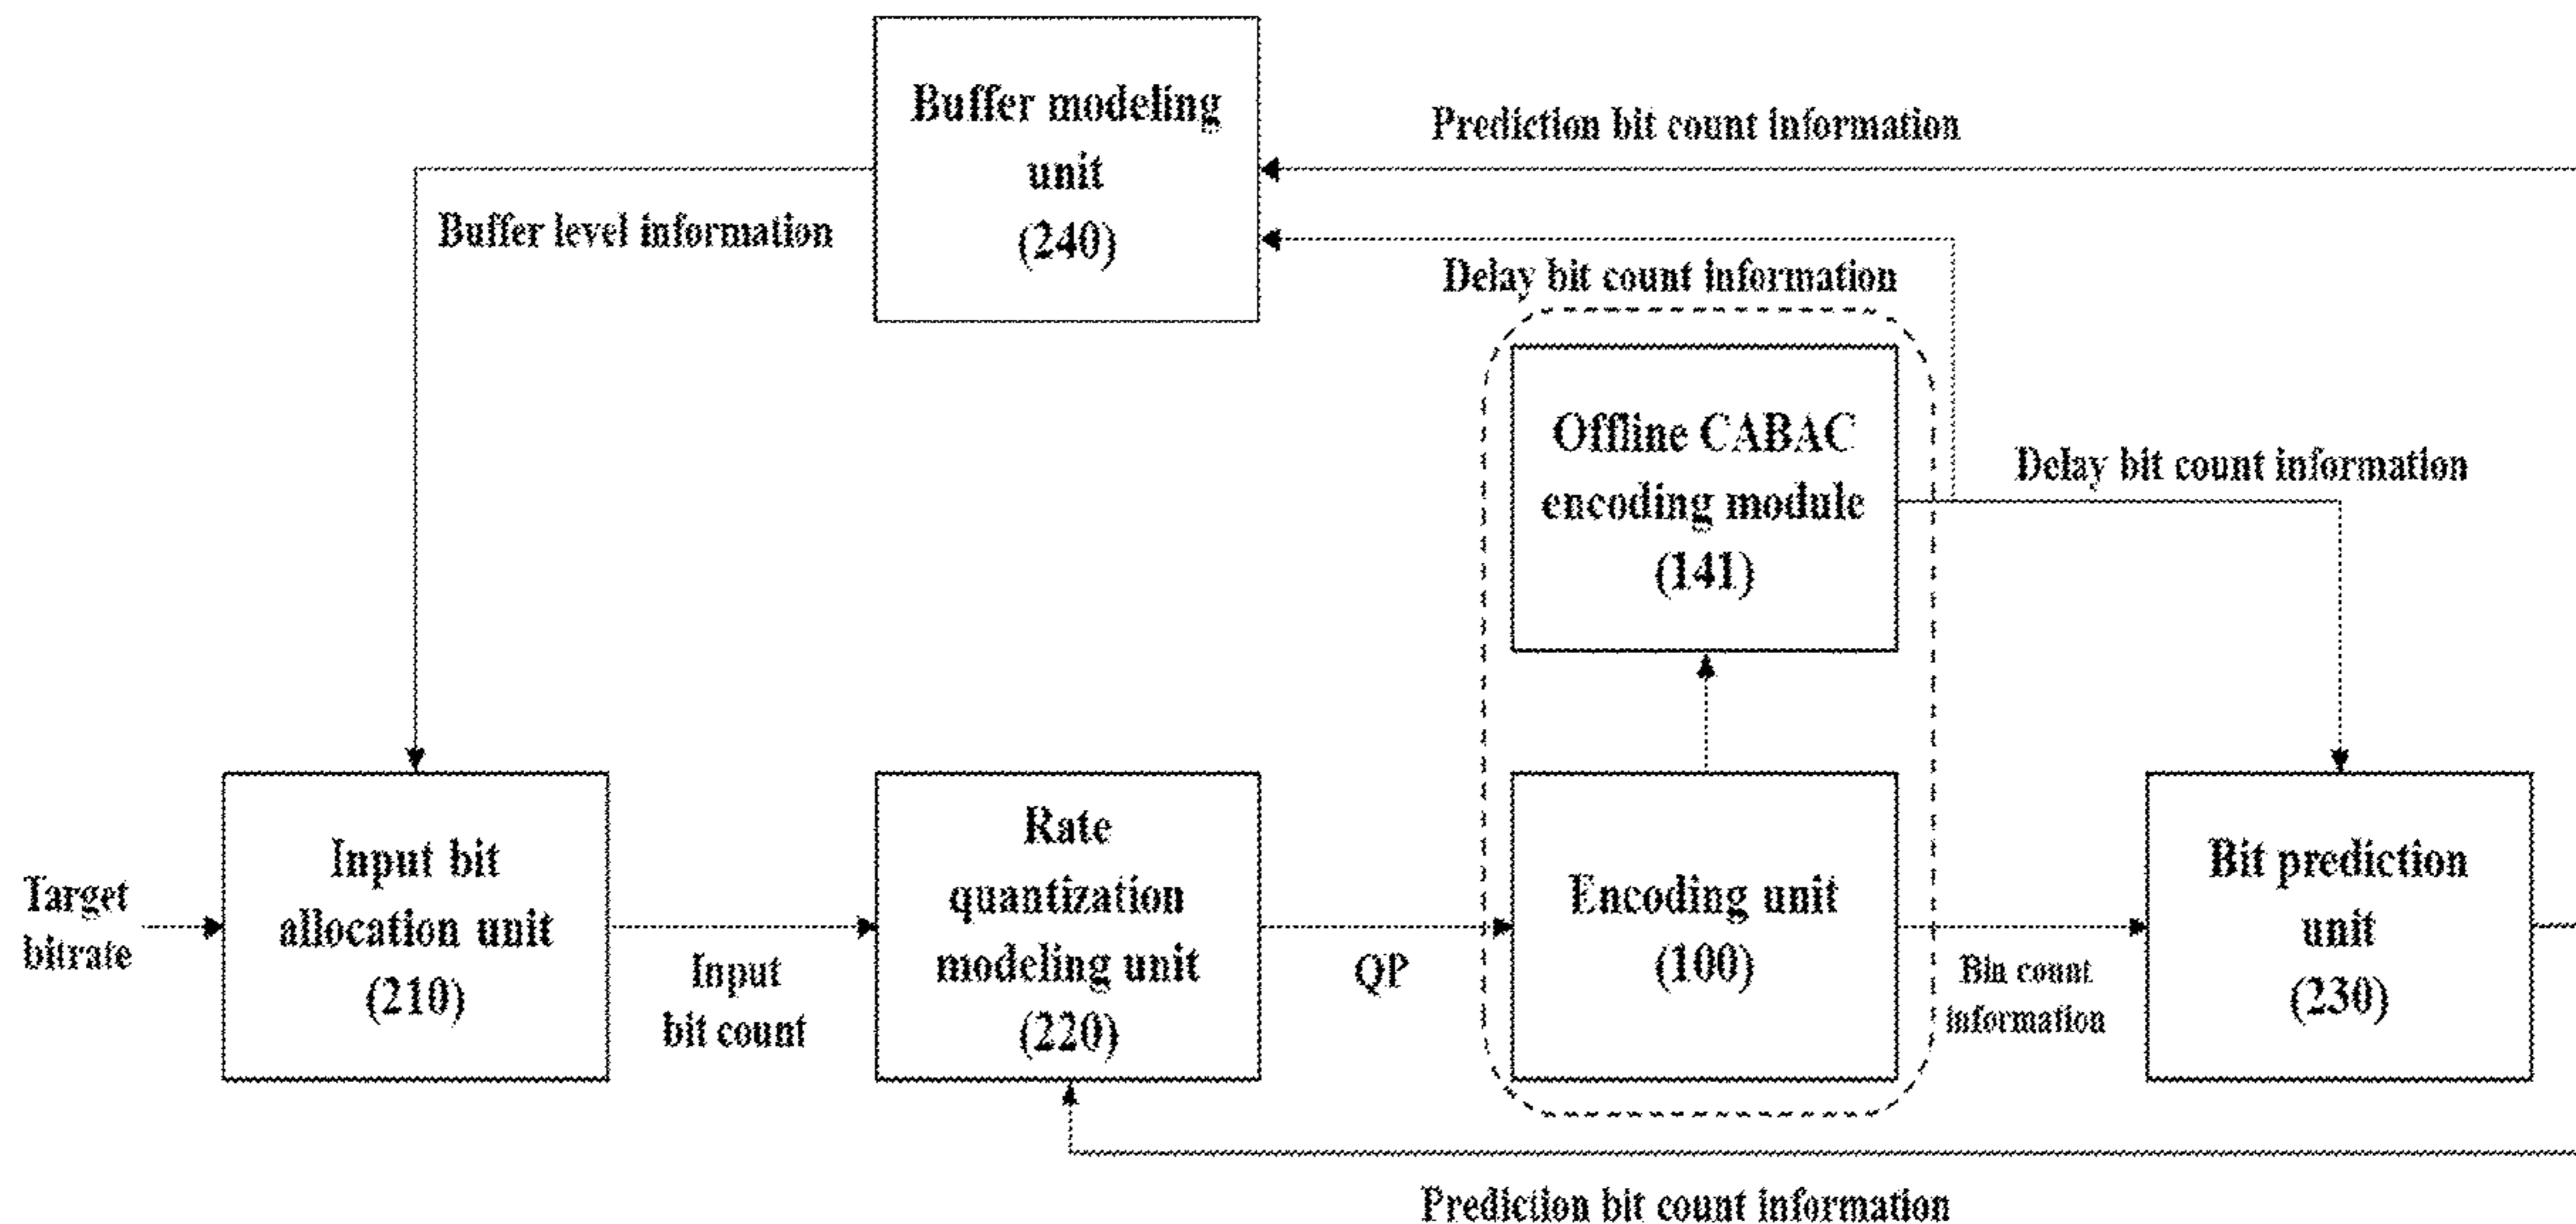 Buffer modeling
unit
(240)
Prediction bit count information
Buffer level information
Delay bit count information
Offline CABAC
encoding module
(141)
Delay bit count information
Target
bitrate
Input bit
allocation unit
(210)
Input
bit count
Rate
quantization
modeling unit
(220)
QP
Encoding unit
(100)
Bin count
information
Bit prediction
unit
(230)
Prediction bit count information